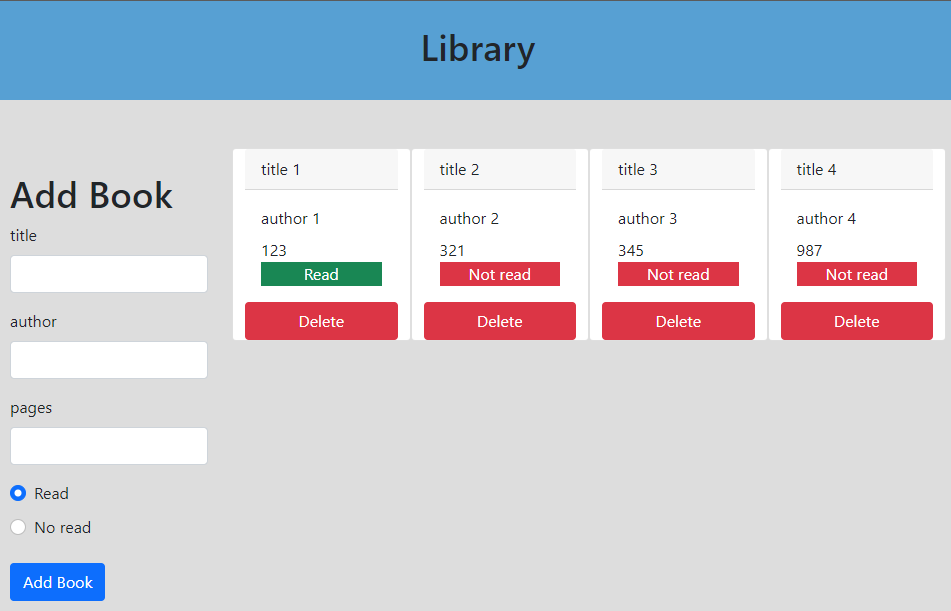 Library
Add Book
title
author
pages
Read
No read
Add Book
title 1
author 1
123
Read
Delete
title 2
author 2
321
Not read
Delete
title 3
author 3
345
Not read
Delete
title 4
author 4
987
Not read
Delete